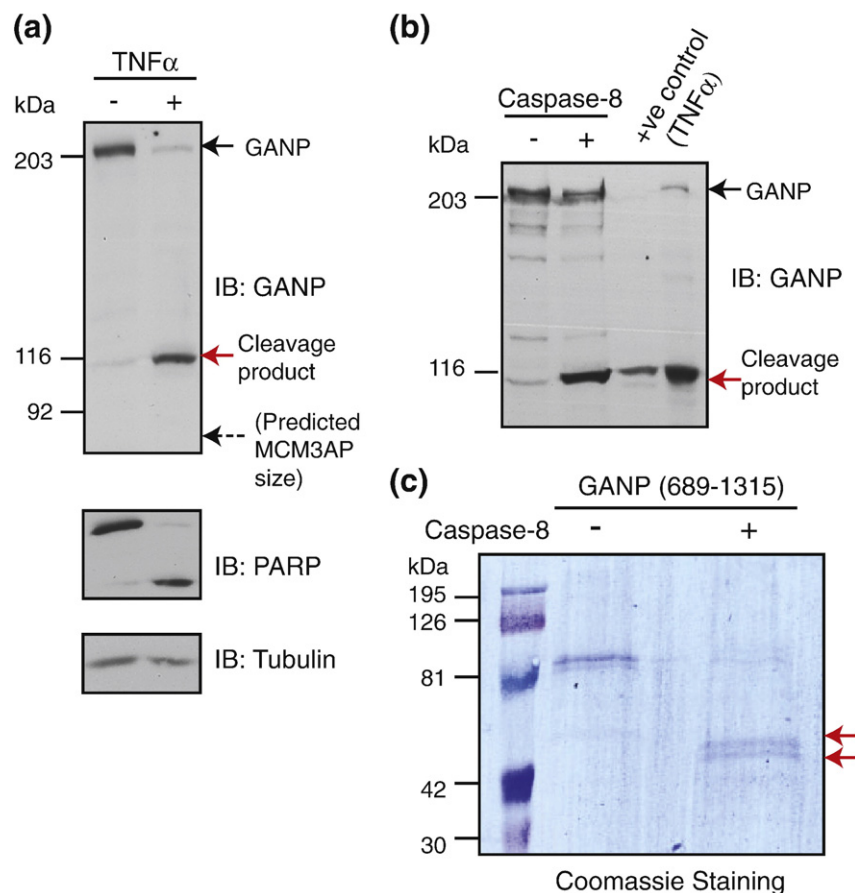 (a)
TNFα
kDa
- +
203
GANP
IB: GANP
116
Cleavage
product
92
(Predicted
MCM3AP
size)
IB: PARP
IB: Tubulin
(b)
Caspase-8
+ve control
(TNFα)
kDa
- +
203
GANP
IB: GANP
116
Cleavage
product
(c)
GANP (689-1315)
Caspase-8 - +
kDa
195
126
81
42
30
Coomassie Staining